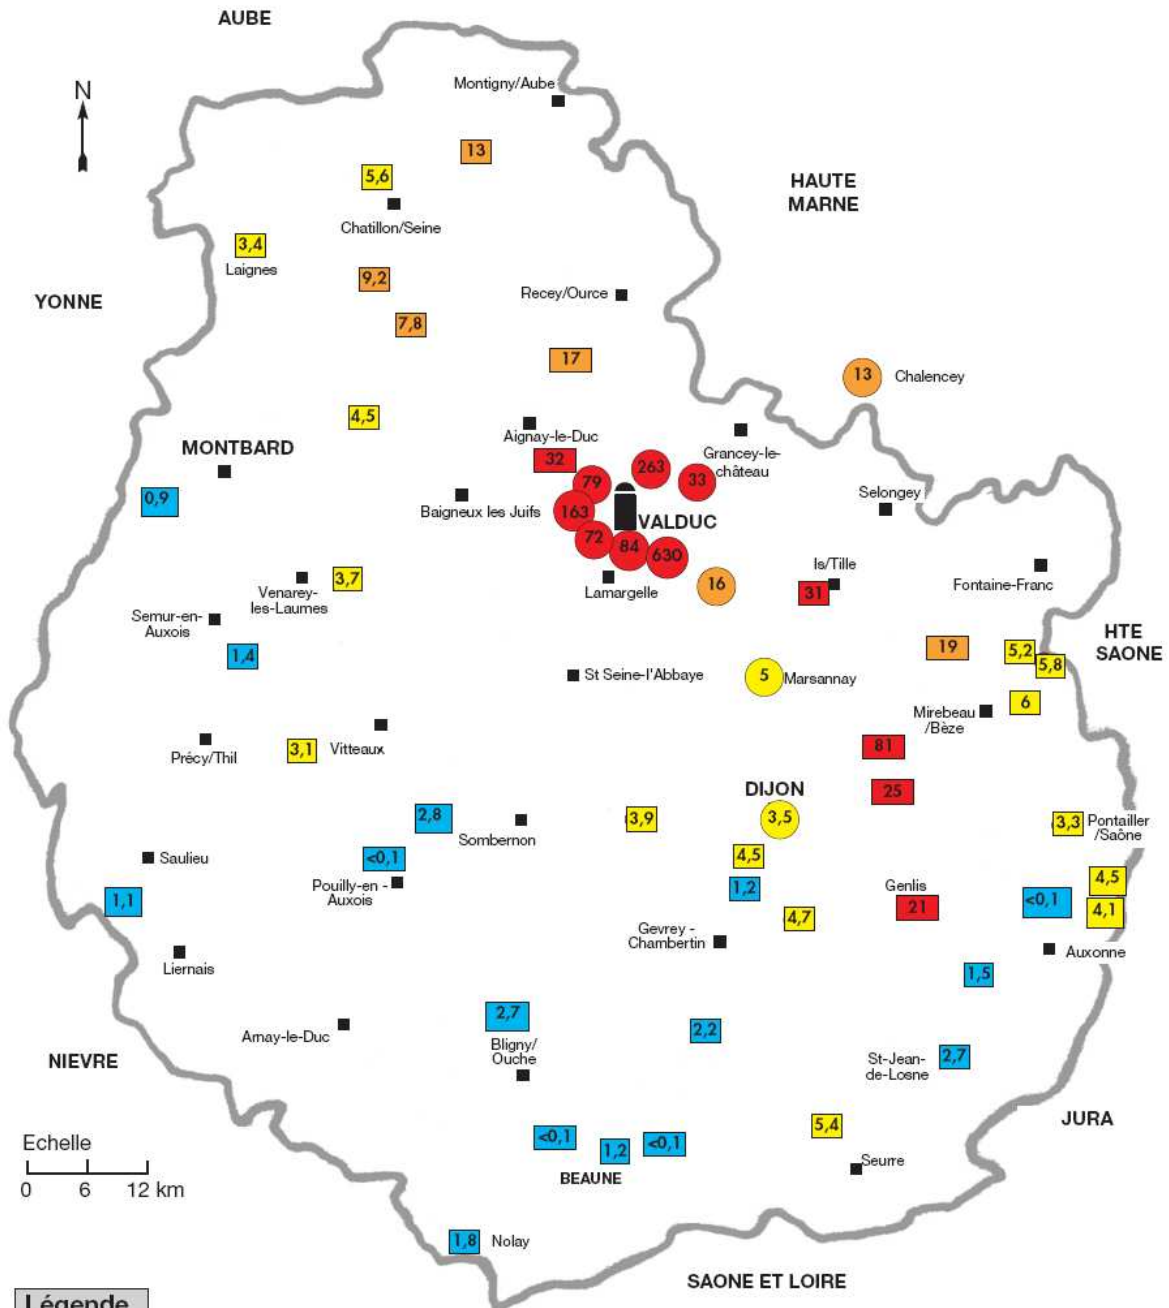 AUBE
N
Montigny/Aube
13
5,6
HAUTE
MARNE
Chatillon/Seine
3,4
Laignes
9,2
YONNE
Recey/Ource
7,8
17
13
Chalencey
4,5
Aignay-le-Duc
MONTBARD
Grancey-le-
château
32
263
79
33
0,9
Selongey
Baigneux les Juifs
163
VALDUC
72
84
630
Is/Tille
3,7
Venarey-
les-Laumes
Lamargelle
16
31
Fontaine-Franc
Semur-en-
Auxois
HTE
SAONE
1,4
19
5,2
5,8
St Seine-l'Abbaye
5
Marsannay
6
Mirebeau
/Bèze
Précy/Thil
3,1
Vitteaux
81
DIJON
25
2,8
Sombernon
3,9
3,5
3,3
Pontailler
/Saône
Saulieu
<0,1
4,5
Pouilly-en -
Auxois
1,2
Genlis
4,5
1,1
21
<0,1
4,1
4,7
Gevrey -
Chambertin
Auxonne
Liernais
1,5
2,7
Arnay-le-Duc
2,2
Bligny/
Ouche
St-Jean-
de-Losne
2,7
NIEVRE
5,4
JURA
Echelle
<0,1
1,2
<0,1
0 6 12 km
BEAUNE
Seurre
1,8
Nolay
SAONE ET LOIRE
Légende